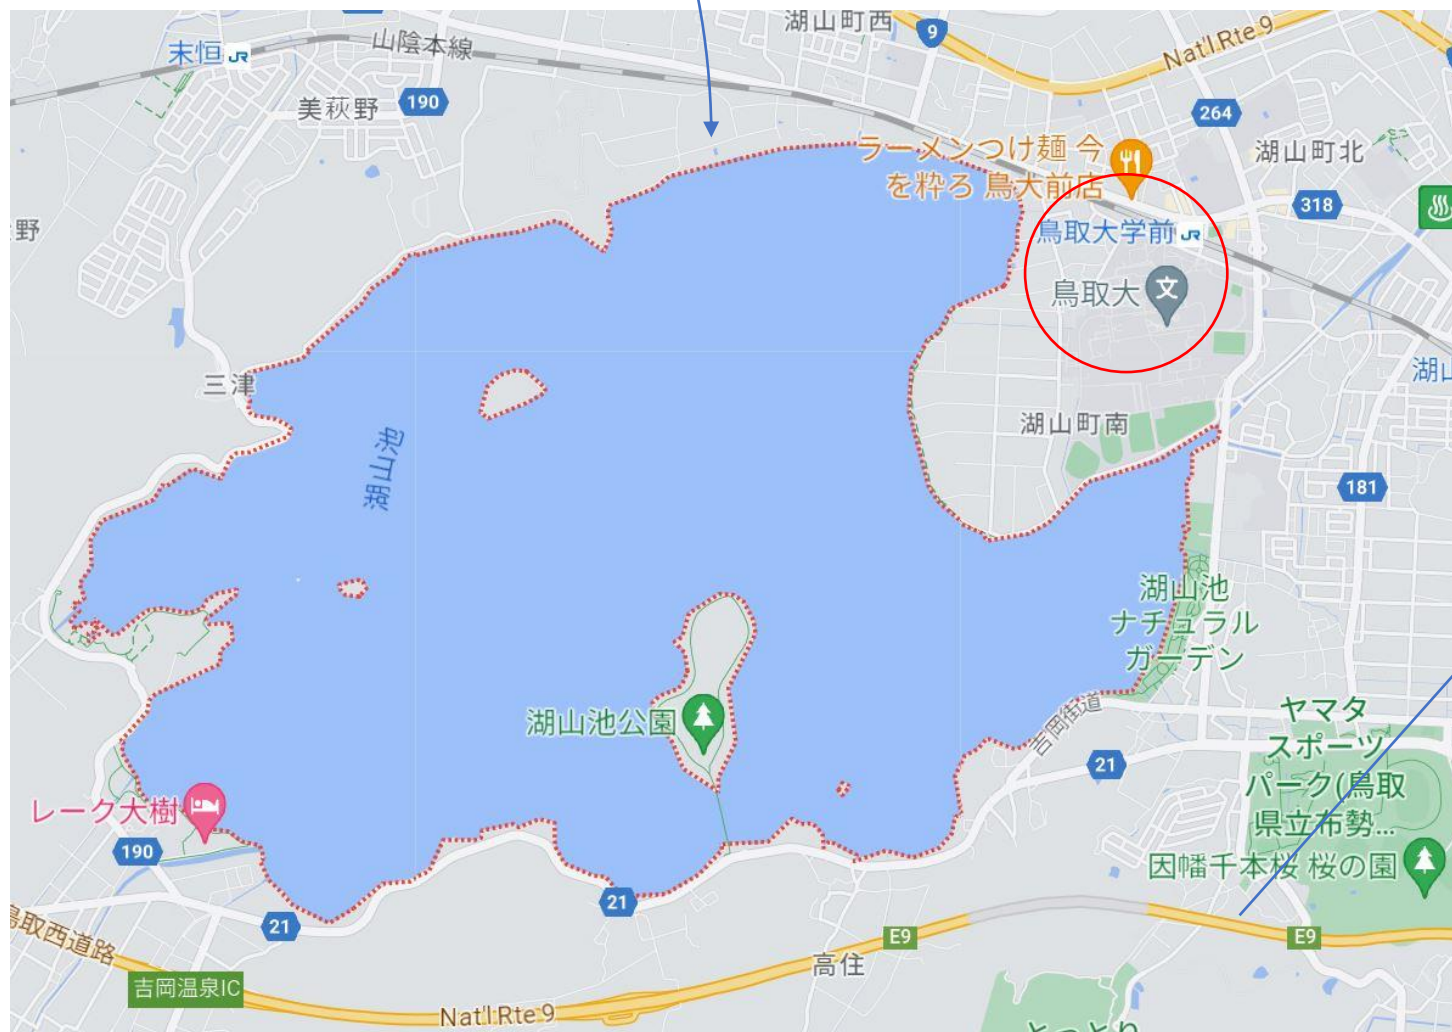 湖山町西
9
Nat'l Rte 9
末恒 JR
山陰本線
美萩野
190
264
ラーメンつけ麺 今
を粋ろ 鳥大前店
湖山町北
野
318
鳥取大学前 JR
鳥取大 文
三津
湖山池
湖山町南
181
湖山池
ナチュラル
ガーデン
湖山池公園
吉岡街道
21
ヤマタ
スポーツ
パーク(鳥取
県立布勢...
因幡千本桜 桜の園
レーク大樹
190
21
21
鳥取西道路
E9
E9
高住
吉岡温泉IC
Nat'l Rte 9